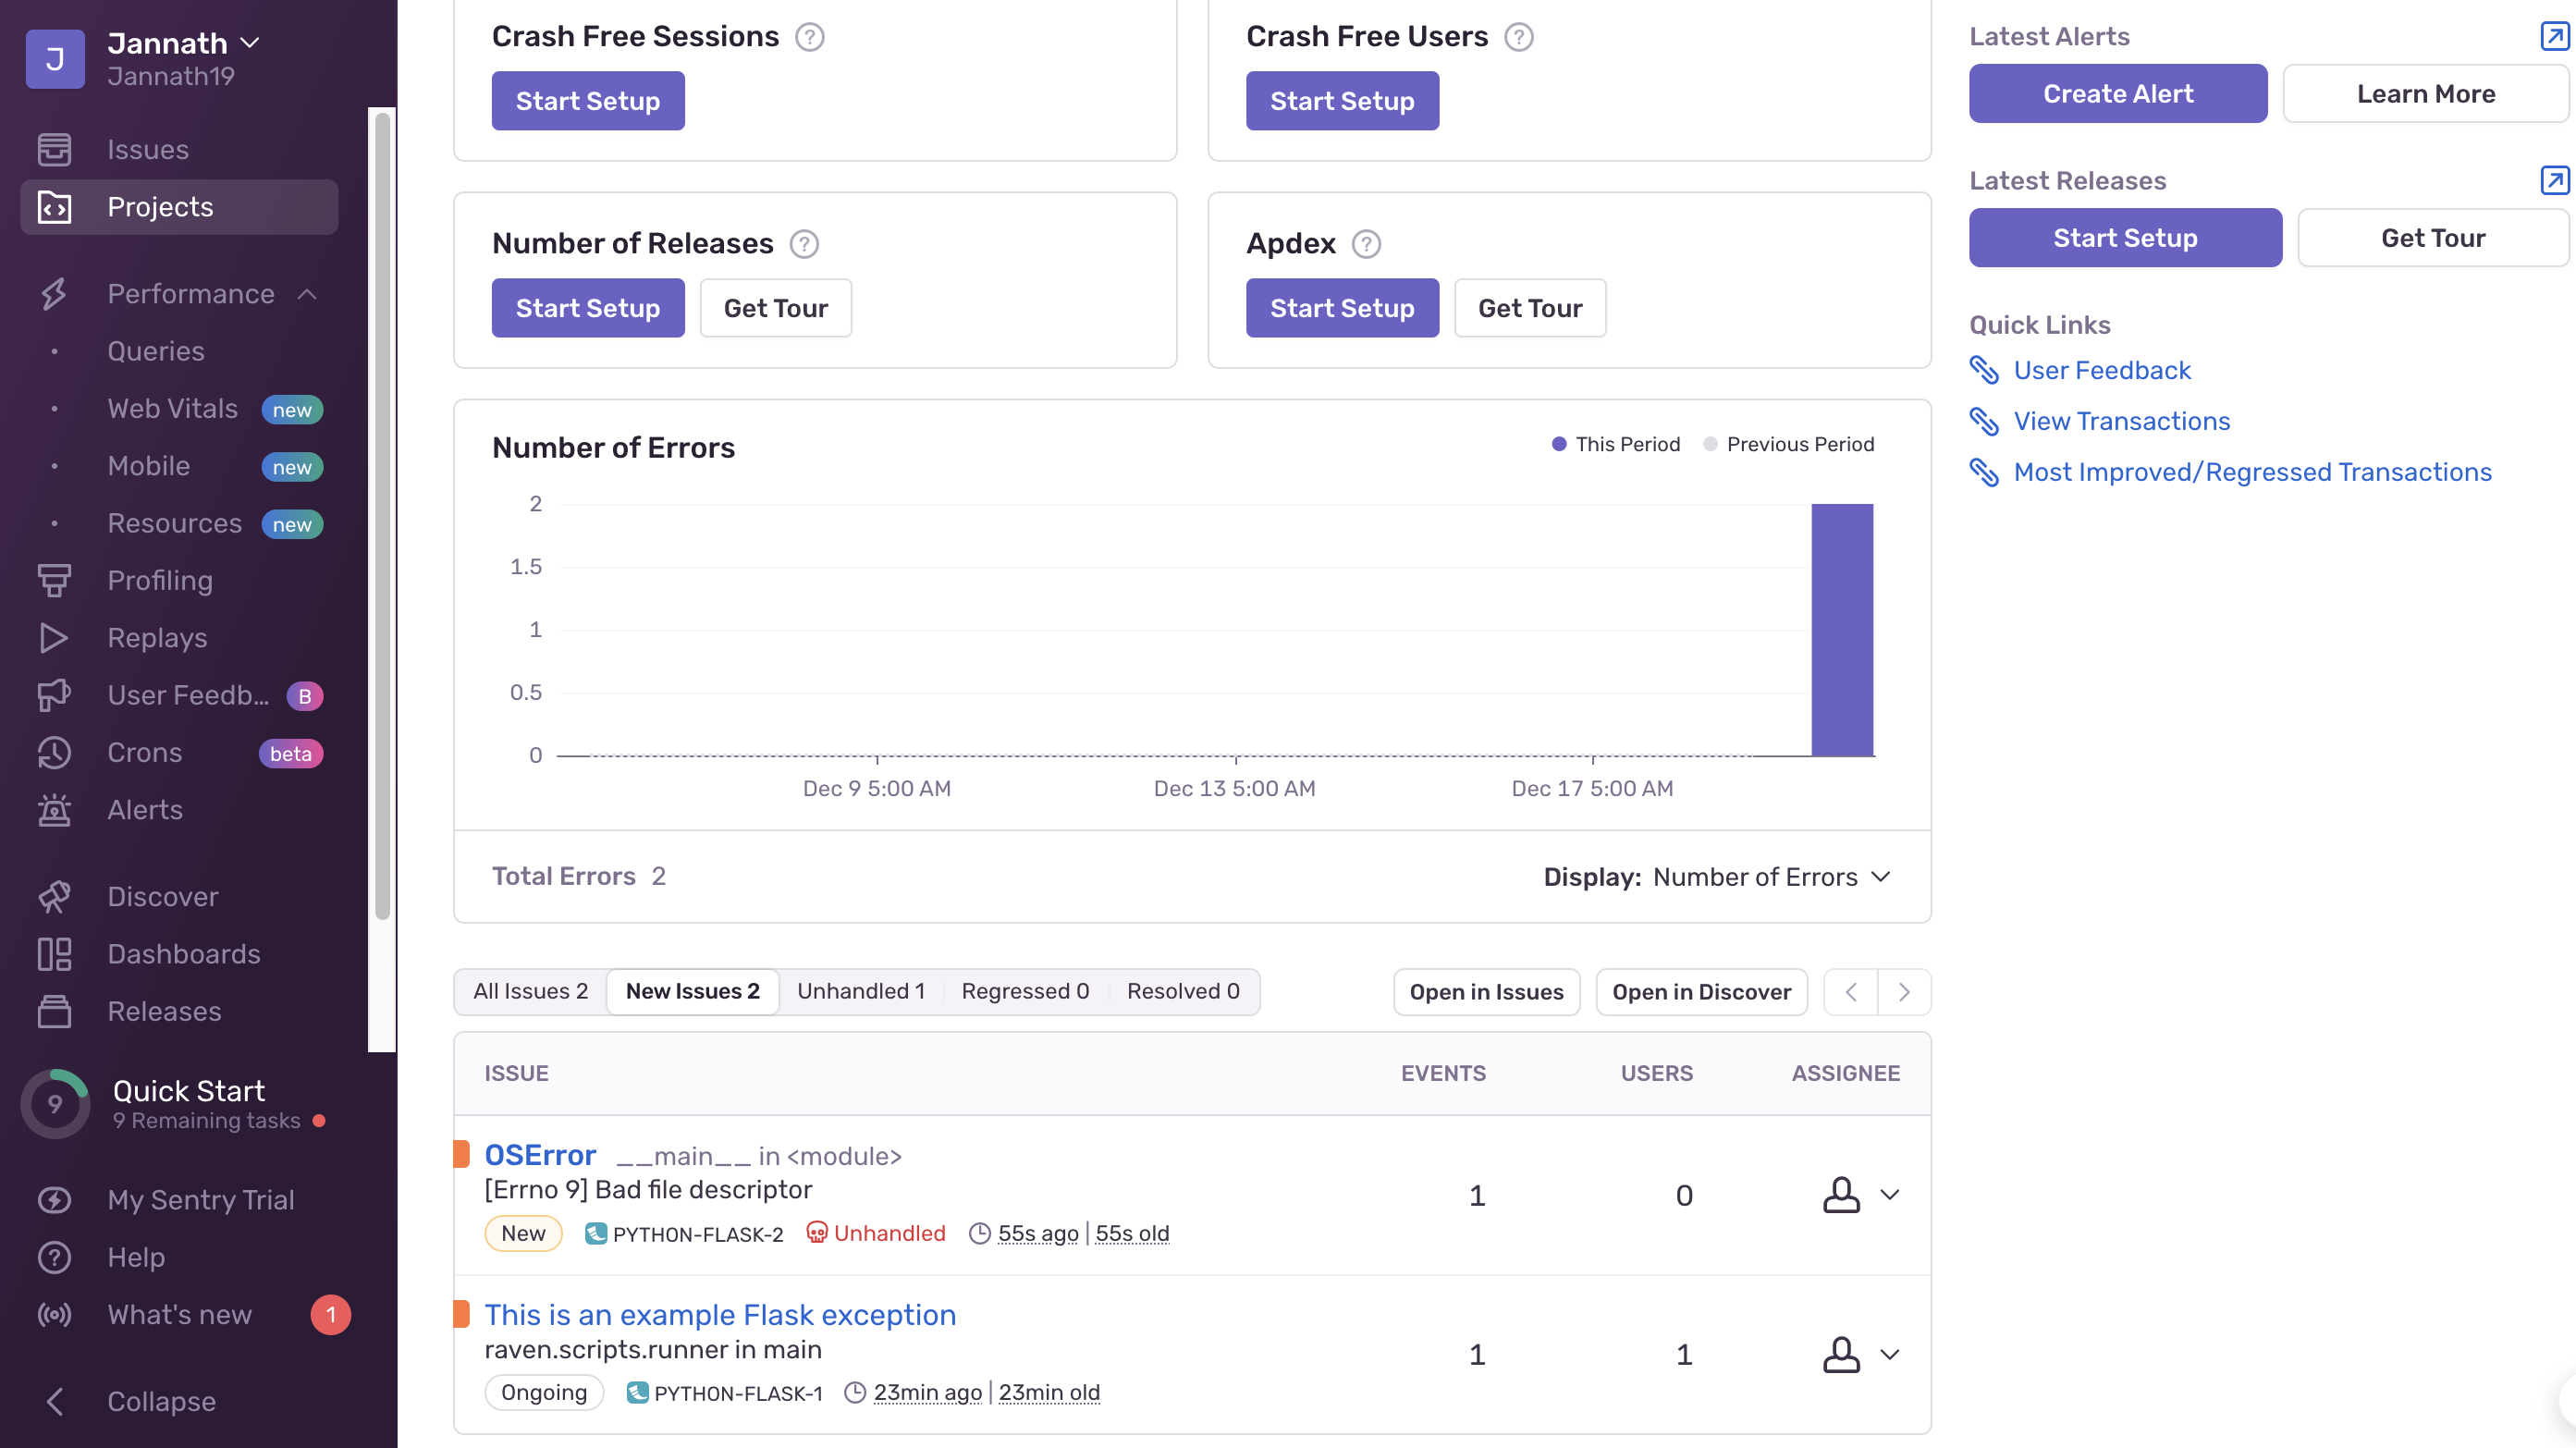 J
Jannath
Jannath19
Issues
Projects
Performance
Queries
Web Vitals new
Mobile new
Resources new
Profiling
Replays
User Feedb... B
Crons beta
Alerts
Discover
Dashboards
Releases
9
Quick Start
9 Remaining tasks
My Sentry Trial
? Help
What's new 1
Collapse
Crash Free Sessions ?
Start Setup
Crash Free Users ?
Start Setup
Number of Releases ?
Start Setup Get Tour
Apdex ?
Start Setup Get Tour
Number of Errors
This Period Previous Period
2
1.5
1
0.5
0
Dec 9 5:00 AM Dec 13 5:00 AM Dec 17 5:00 AM
Total Errors 2
Display: Number of Errors
All Issues 2 New Issues 2 Unhandled 1 Regressed 0 Resolved 0
Open in Issues Open in Discover
ISSUE EVENTS USERS ASSIGNEE
OSError __main__ in <module>
[Errno 9] Bad file descriptor
New PYTHON-FLASK-2 Unhandled 55s ago | 55s old
1 0
This is an example Flask exception
raven.scripts.runner in main
Ongoing PYTHON-FLASK-1 23min ago | 23min old
1 1
Latest Alerts
Create Alert Learn More
Latest Releases
Start Setup Get Tour
Quick Links
User Feedback
View Transactions
Most Improved/Regressed Transactions